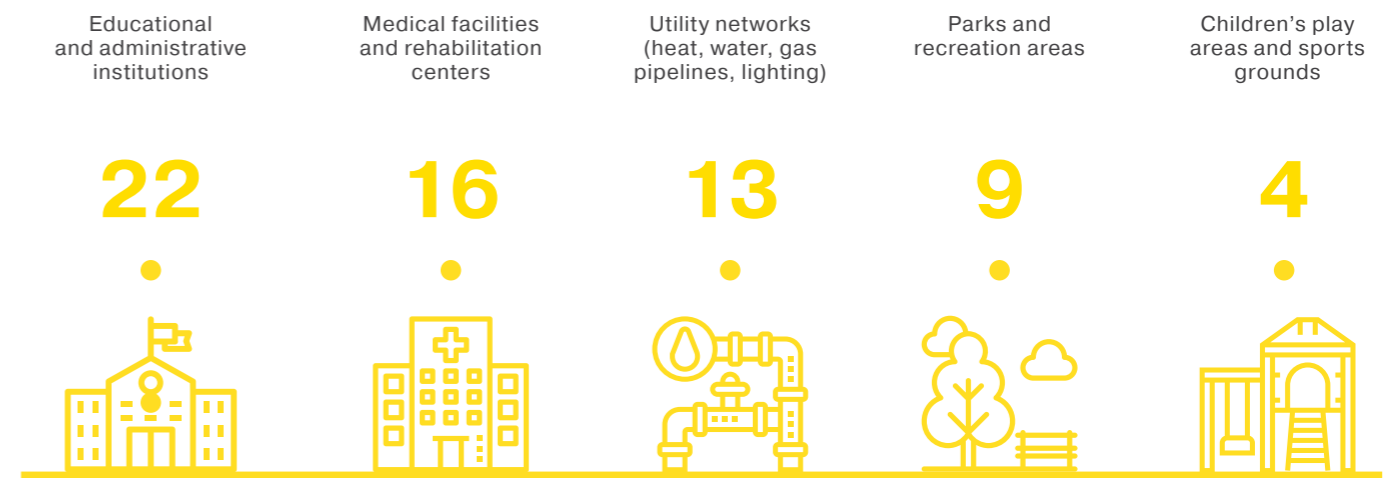 Educational
and administrative
institutions
22
Medical facilities
and rehabilitation
centers
16
Utility networks
(heat, water, gas
pipelines, lighting)
13
Parks and
recreation areas
9
Children’s play
areas and sports
grounds
4